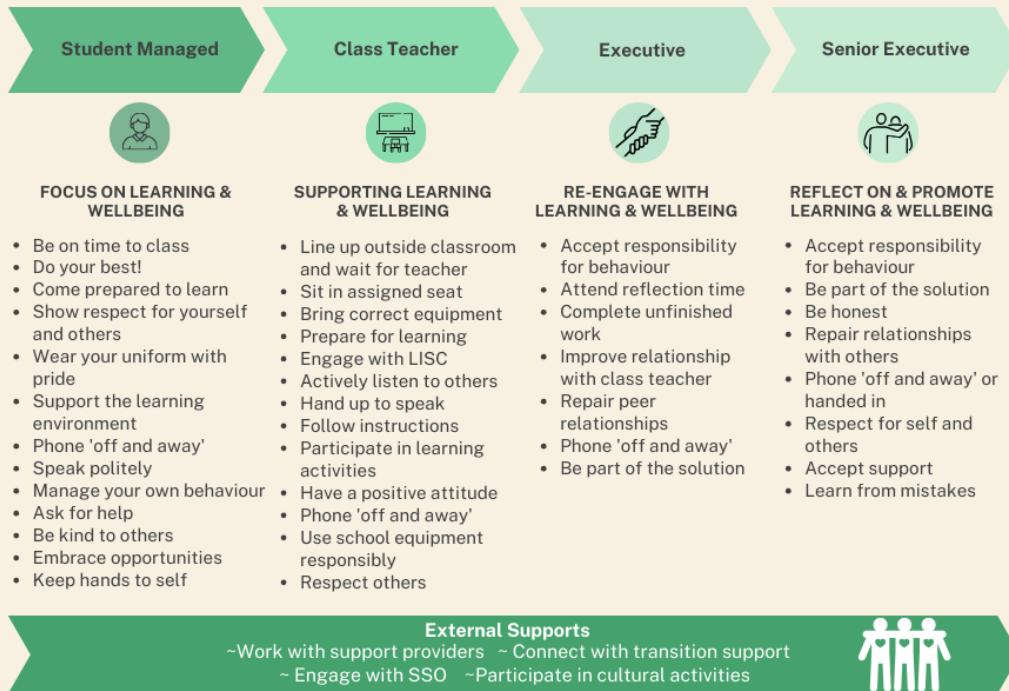 Student Managed
Class Teacher
Executive
Senior Executive
FOCUS ON LEARNING &
WELLBEING
• Be on time to class
• Do your best!
• Come prepared to learn
• Show respect for yourself
and others
• Wear your uniform with
pride
• Support the learning
environment
• Phone 'off and away'
• Speak politely
• Manage your own behaviour
• Ask for help
• Be kind to others
• Embrace opportunities
• Keep hands to self
SUPPORTING LEARNING
& WELLBEING
• Line up outside classroom
and wait for teacher
• Sit in assigned seat
• Bring correct equipment
• Prepare for learning
• Engage with LISC
• Actively listen to others
• Hand up to speak
• Follow instructions
• Participate in learning
activities
• Have a positive attitude
• Phone 'off and away'
• Use school equipment
responsibly
• Respect others
RE-ENGAGE WITH
LEARNING & WELLBEING
• Accept responsibility
for behaviour
• Attend reflection time
• Complete unfinished
work
• Improve relationship
with class teacher
• Repair peer
relationships
• Phone 'off and away'
• Be part of the solution
REFLECT ON & PROMOTE
LEARNING & WELLBEING
• Accept responsibility
for behaviour
• Be part of the solution
• Be honest
• Repair relationships
with others
• Phone 'off and away' or
handed in
• Respect for self and
others
• Accept support
• Learn from mistakes
External Supports
~Work with support providers ~ Connect with transition support
~ Engage with SSO ~Participate in cultural activities